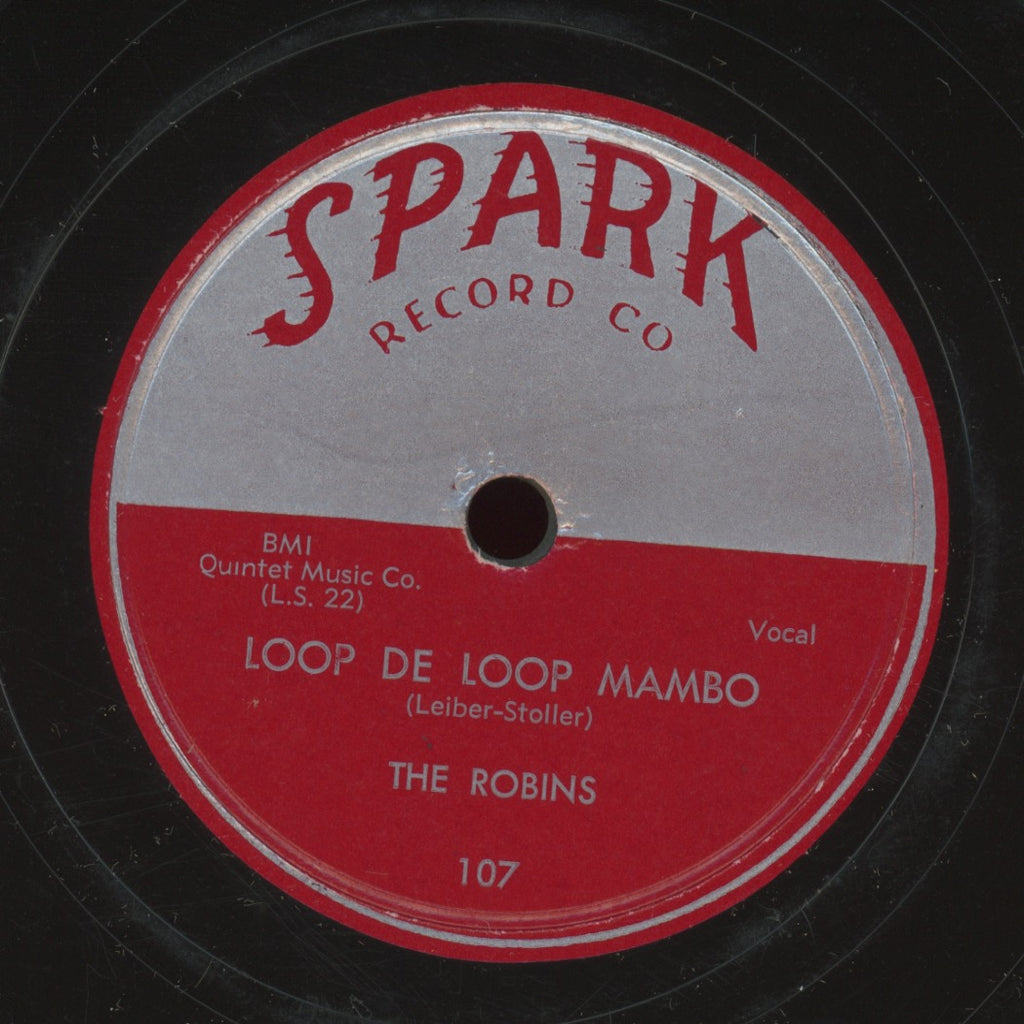 SPARK
RECORD CO
BMI
Quintet Music Co.
(L.S. 22)
Vocal
LOOP DE LOOP MAMBO
(Leiber-Stoller)
THE ROBINS
107